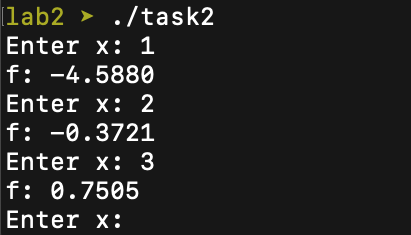 lab2 ➤ ./task2
Enter x: 1
f: -4.5880
Enter x: 2
f: -0.3721
Enter x: 3
f: 0.7505
Enter x: